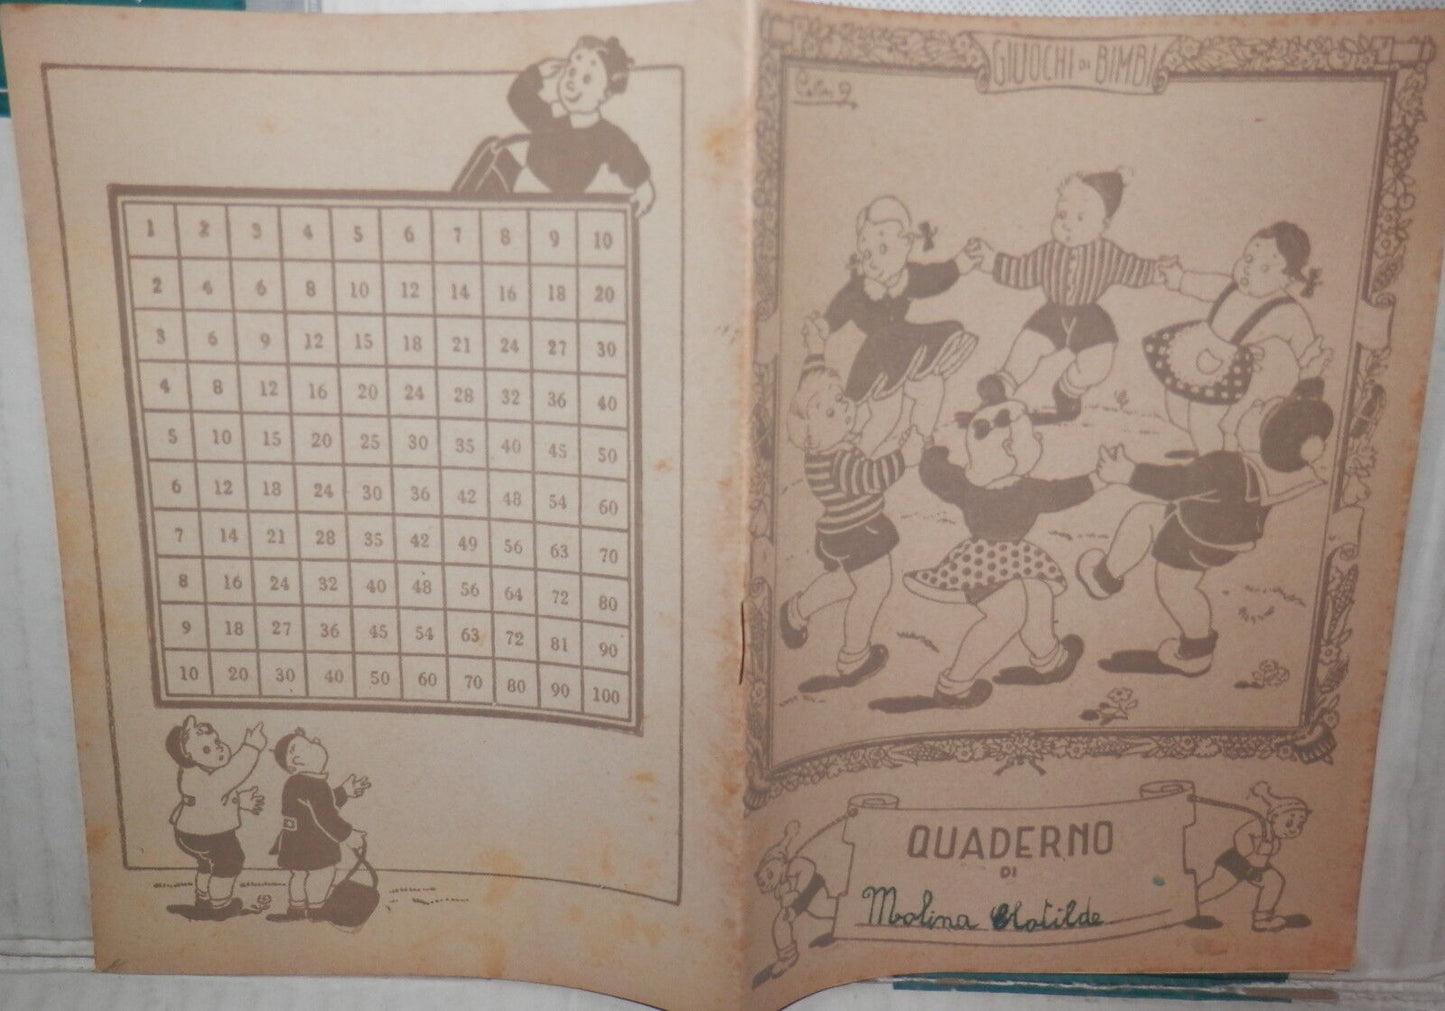 1 2 3 4 5 6 7 8 9 10
2 4 6 8 10 12 14 16 18 20
3 6 9 12 15 18 21 24 27 30
4 8 12 16 20 24 28 32 36 40
5 10 15 20 25 30 35 40 45 50
6 12 18 24 30 36 42 48 54 60
7 14 21 28 35 42 49 56 63 70
8 16 24 32 40 48 56 64 72 80
9 18 27 36 45 54 63 72 81 90
10 20 30 40 50 60 70 80 90 100
GIUOCHI DI BIMBI
QUADERNO
DI
Molina Clotilde